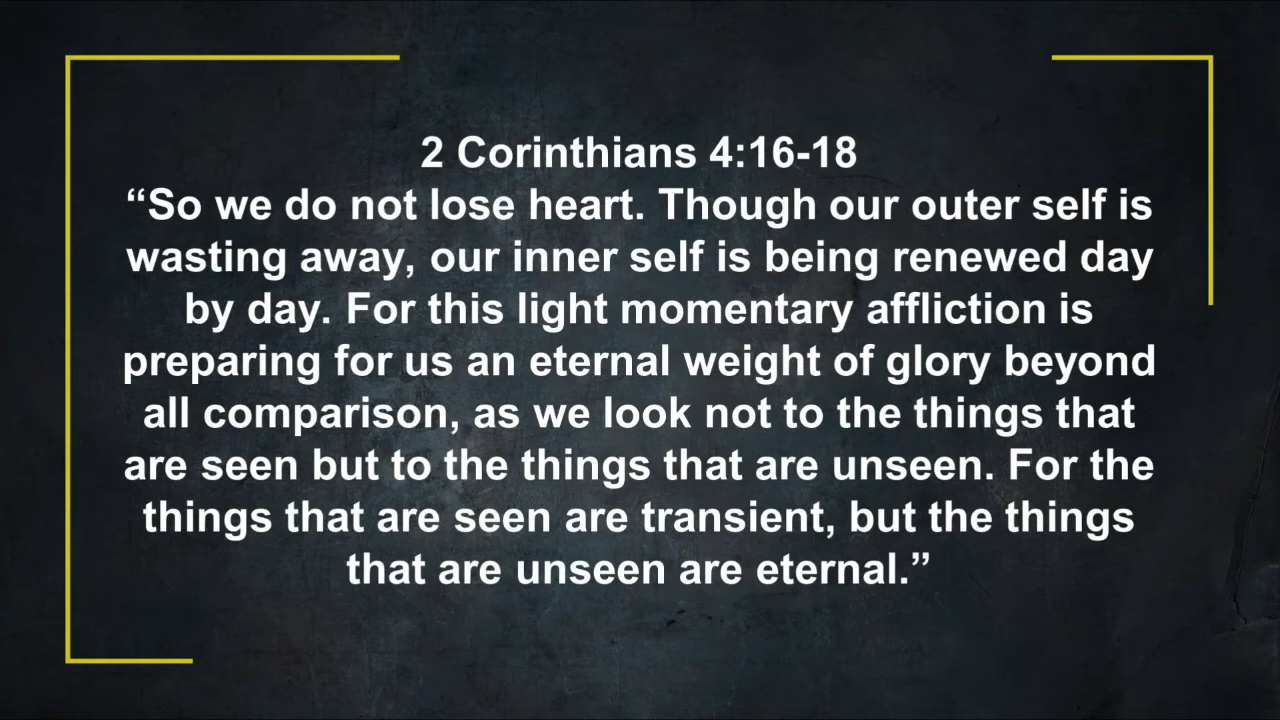 2 Corinthians 4:16-18
“So we do not lose heart. Though our outer self is
wasting away, our inner self is being renewed day
by day. For this light momentary affliction is
preparing for us an eternal weight of glory beyond
all comparison, as we look not to the things that
are seen but to the things that are unseen. For the
things that are seen are transient, but the things
that are unseen are eternal.”